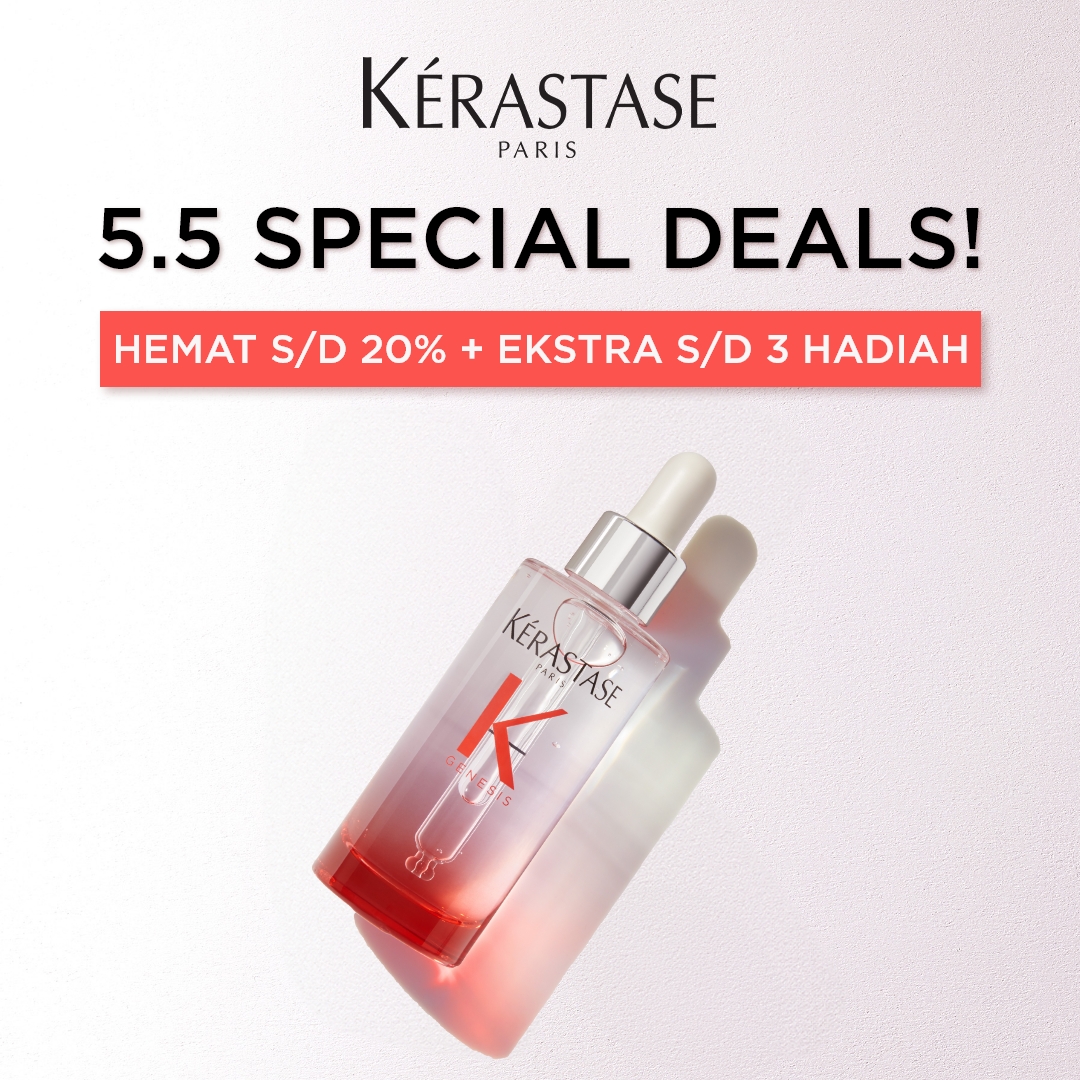 KÉRASTASE
PARIS
5.5 SPECIAL DEALS!
HEMAT S/D 20% + EKSTRA S/D 3 HADIAH
KÉRASTASE
PARIS
K
GENESIS